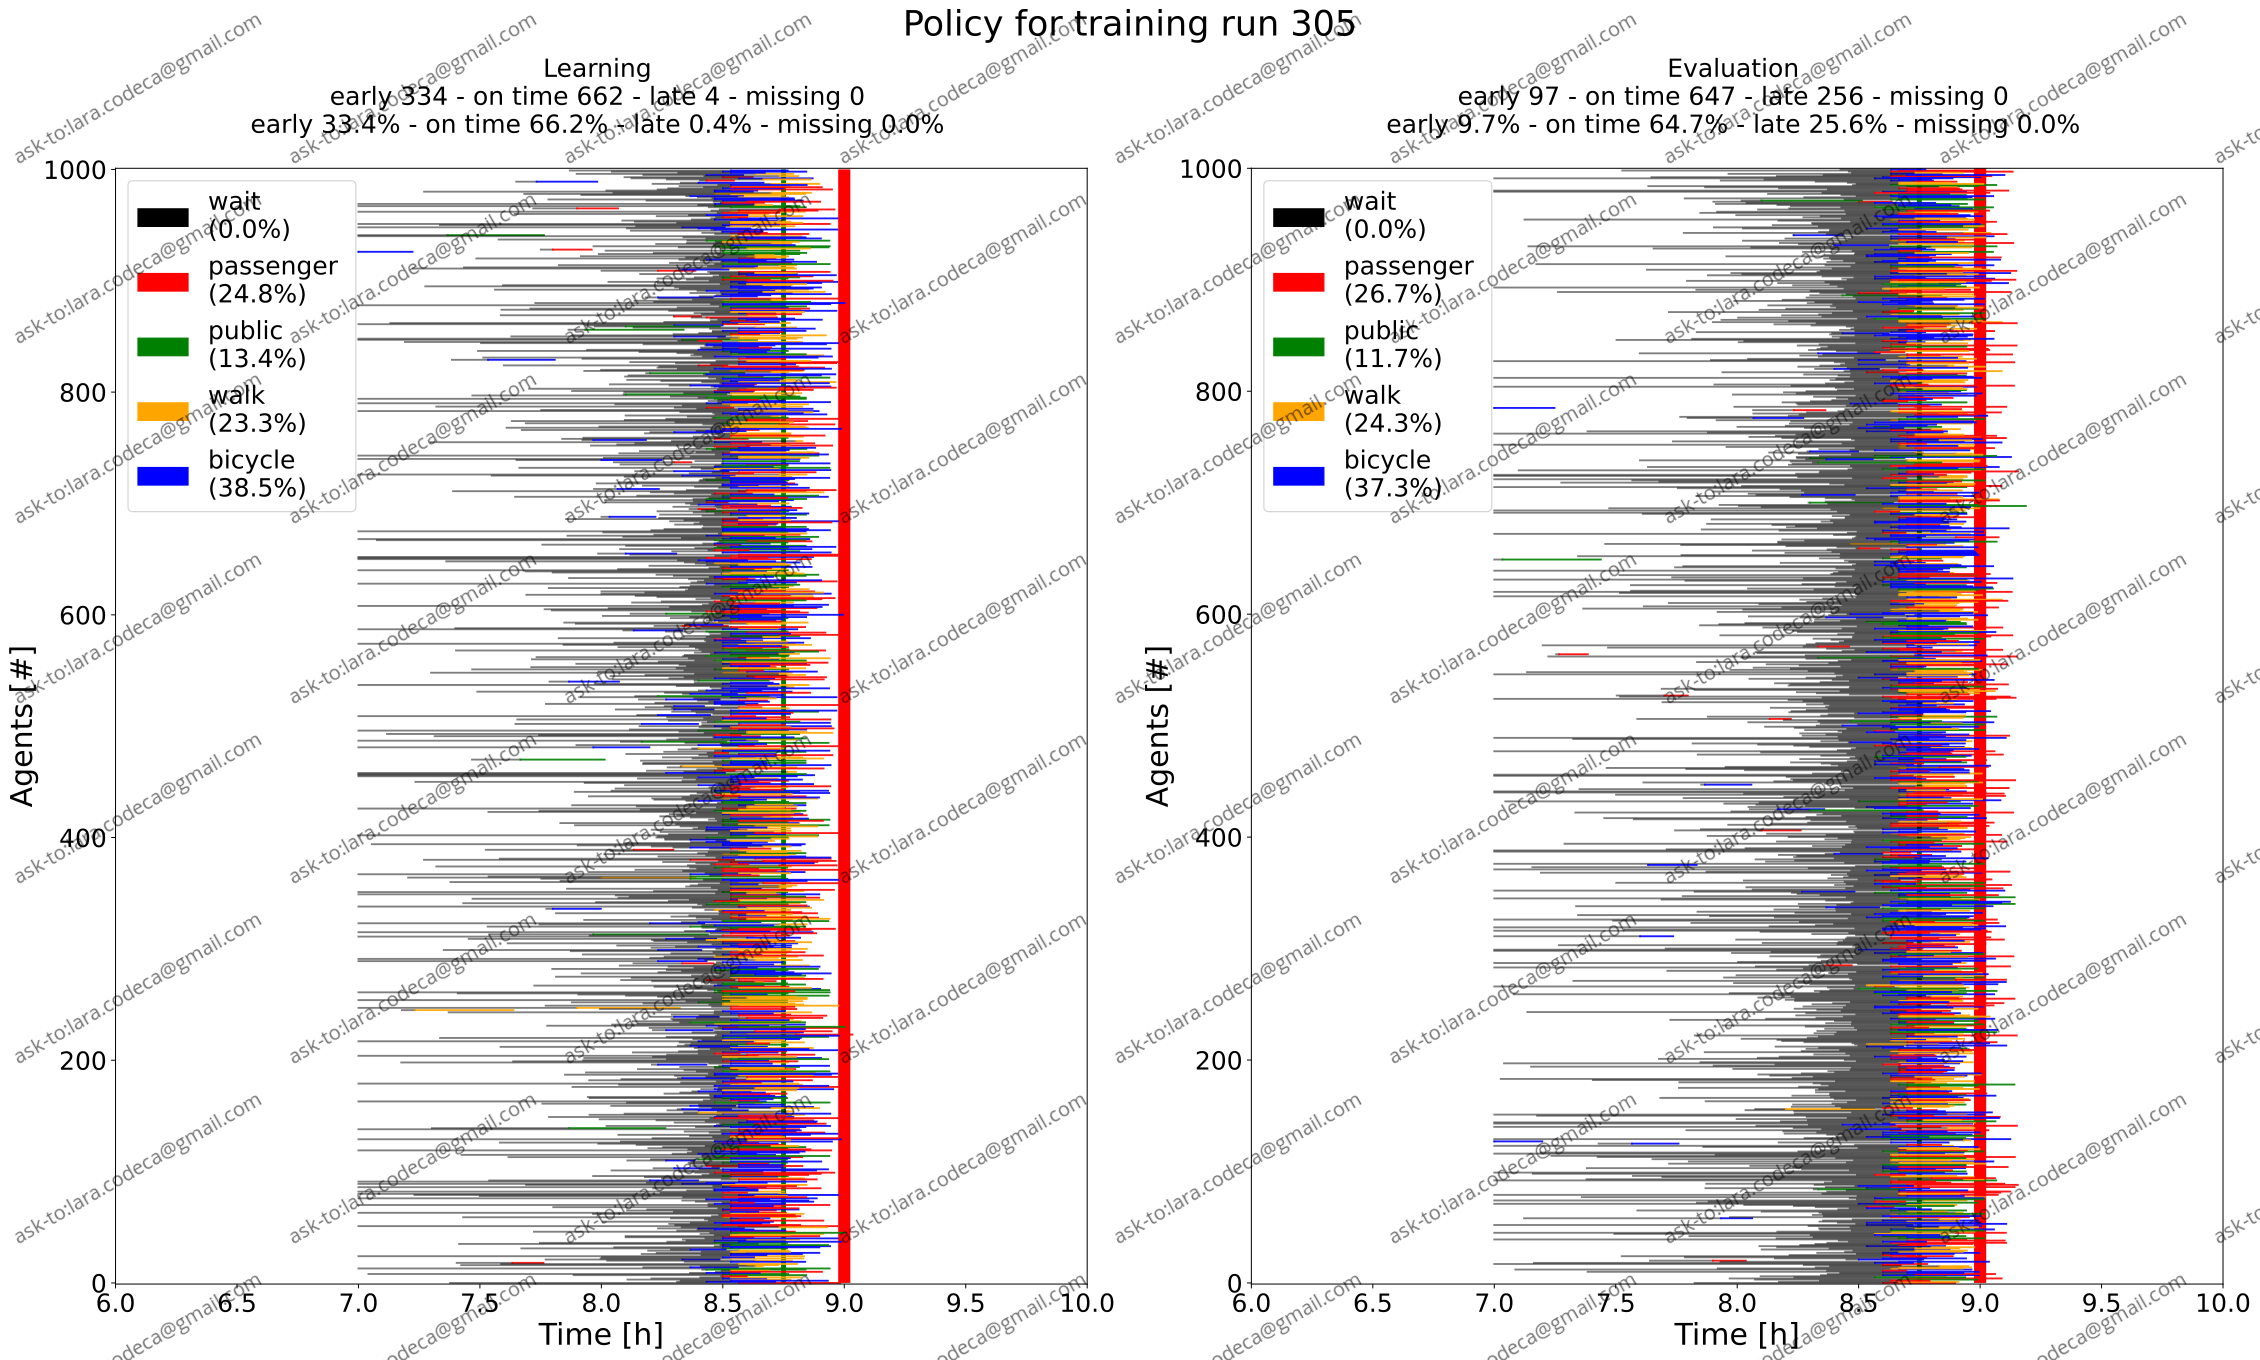 Policy for training run 305
Learning
early 334 - on time 662 - late 4 - missing 0
early 33.4% - on time 66.2% - late 0.4% - missing 0.0%
Evaluation
early 97 - on time 647 - late 256 - missing 0
early 9.7% - on time 64.7% - late 25.6% - missing 0.0%
wait
(0.0%)
passenger
(24.8%)
public
(13.4%)
walk
(23.3%)
bicycle
(38.5%)
1000
800
600
400
200
0
Agents [#]
6.0 6.5 7.0 7.5 8.0 8.5 9.0 9.5 10.0
Time [h]
wait
(0.0%)
passenger
(26.7%)
public
(11.7%)
walk
(24.3%)
bicycle
(37.3%)
1000
800
600
400
200
0
Agents [#]
6.0 6.5 7.0 7.5 8.0 8.5 9.0 9.5 10.0
Time [h]
ask-to:lara.codeca@gmail.com